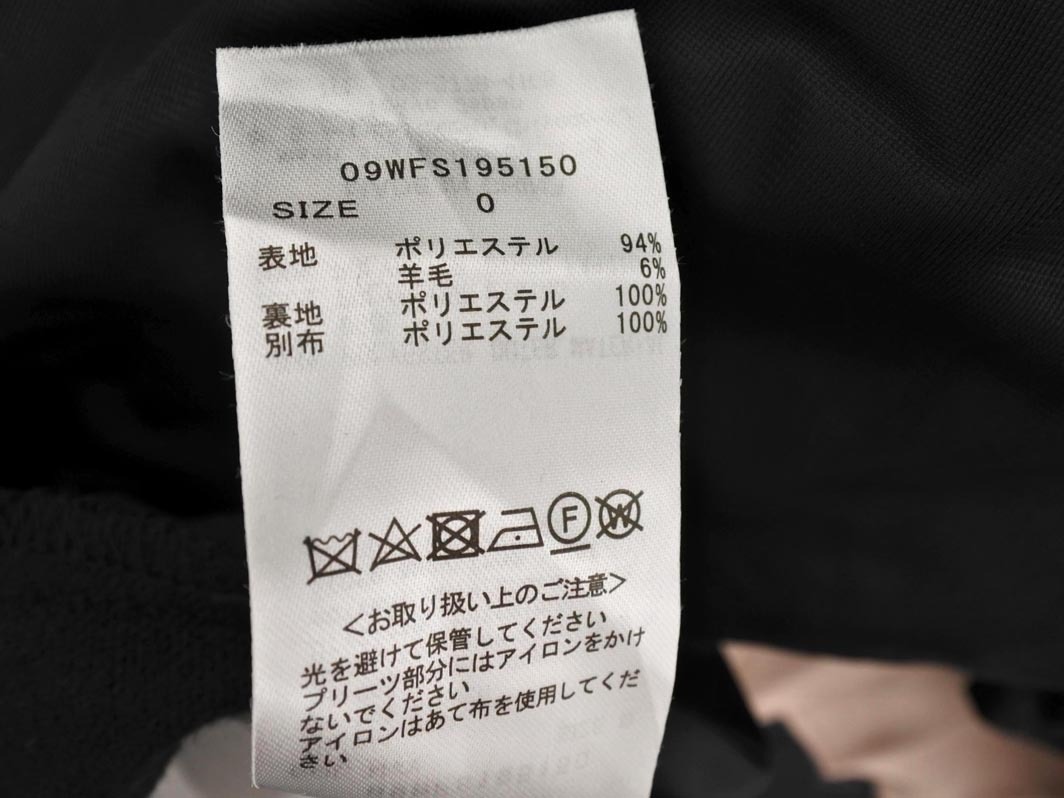 09WFS195150
SIZE 0
表地 ポリエステル 94%
羊毛 6%
裏地 ポリエステル 100%
別布 ポリエステル 100%
F W
＜お取り扱い上のご注意＞
光を避けて保管してください
プリーツ部分にはアイロンをかけ
ないでください
アイロンはあて布を使用してくだ
さい